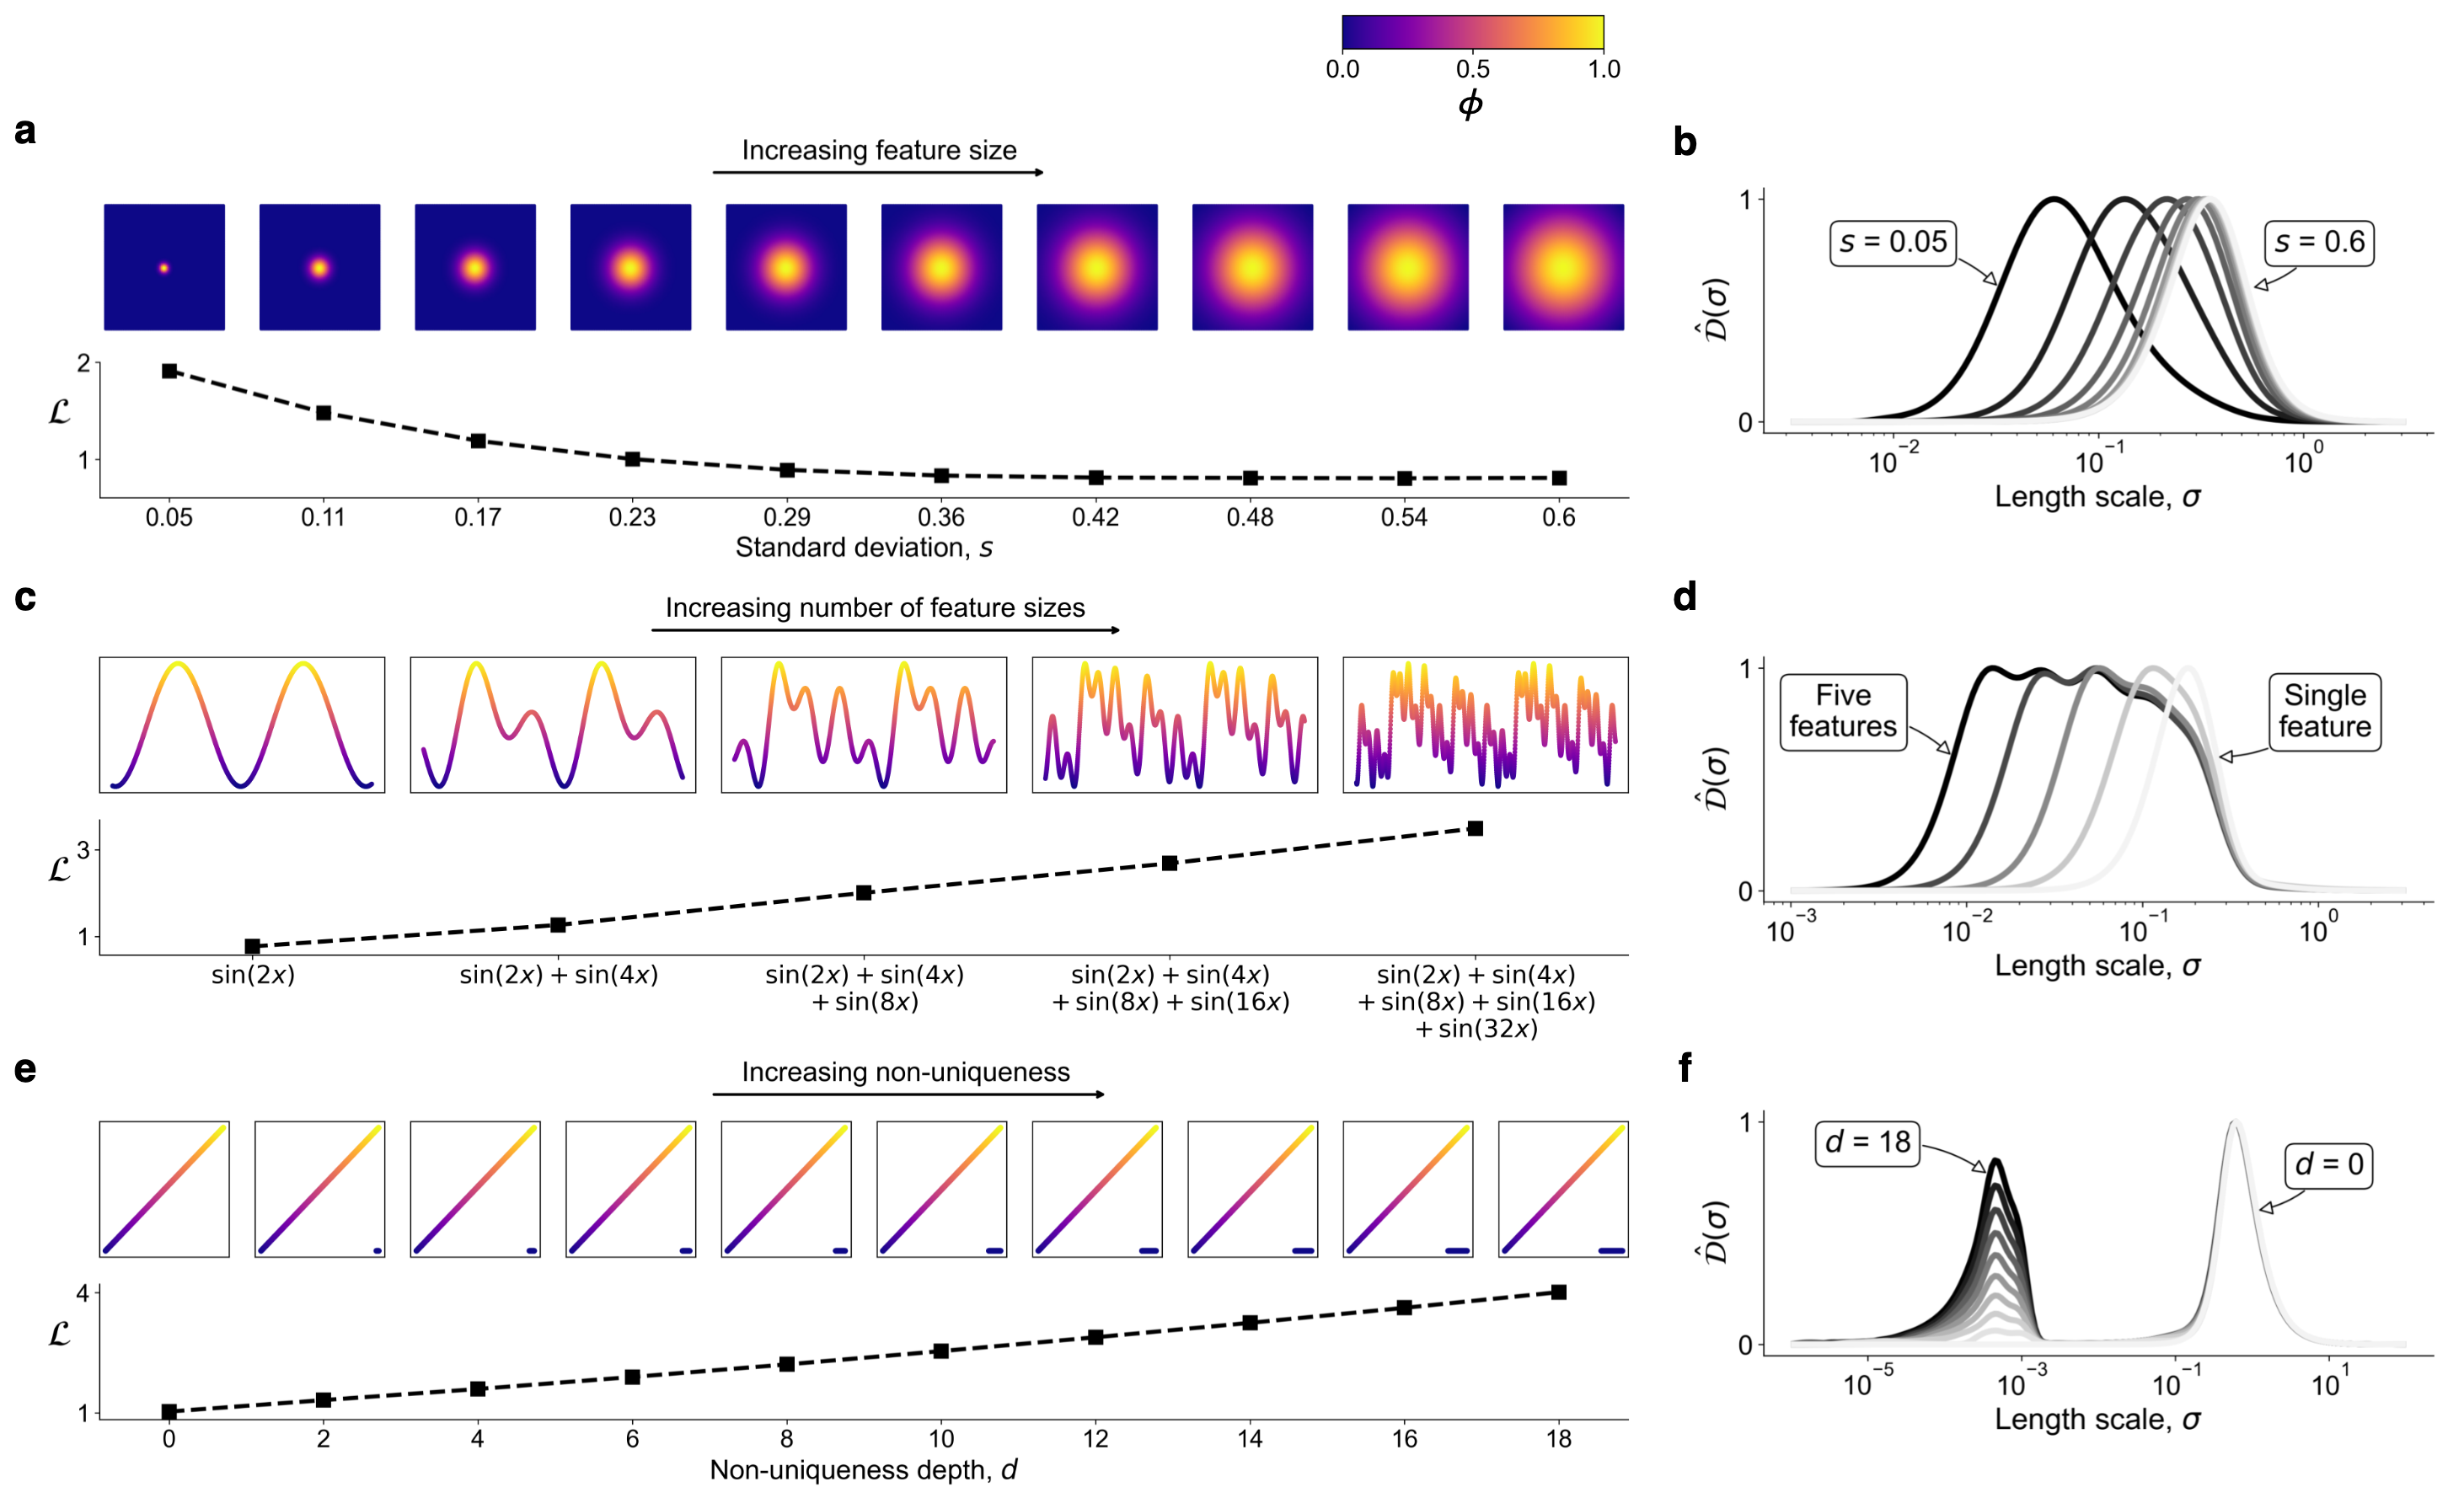 0.0 0.5 1.0
ϕ
a
Increasing feature size
2
1
ℒ
0.05 0.11 0.17 0.23 0.29 0.36 0.42 0.48 0.54 0.6
Standard deviation, s
b
1
0
s = 0.05
s = 0.6
𝒟̂(σ)
10⁻² 10⁻¹ 10⁰
Length scale, σ
c
Increasing number of feature sizes
3
1
ℒ
sin(2x)
sin(2x) + sin(4x)
sin(2x) + sin(4x)
+ sin(8x)
sin(2x) + sin(4x)
+ sin(8x) + sin(16x)
sin(2x) + sin(4x)
+ sin(8x) + sin(16x)
+ sin(32x)
d
1
0
Five
features
Single
feature
𝒟̂(σ)
10⁻³ 10⁻² 10⁻¹ 10⁰
Length scale, σ
e
Increasing non-uniqueness
4
1
ℒ
0 2 4 6 8 10 12 14 16 18
Non-uniqueness depth, d
f
1
0
d = 18
d = 0
𝒟̂(σ)
10⁻⁵ 10⁻³ 10⁻¹ 10¹
Length scale, σ